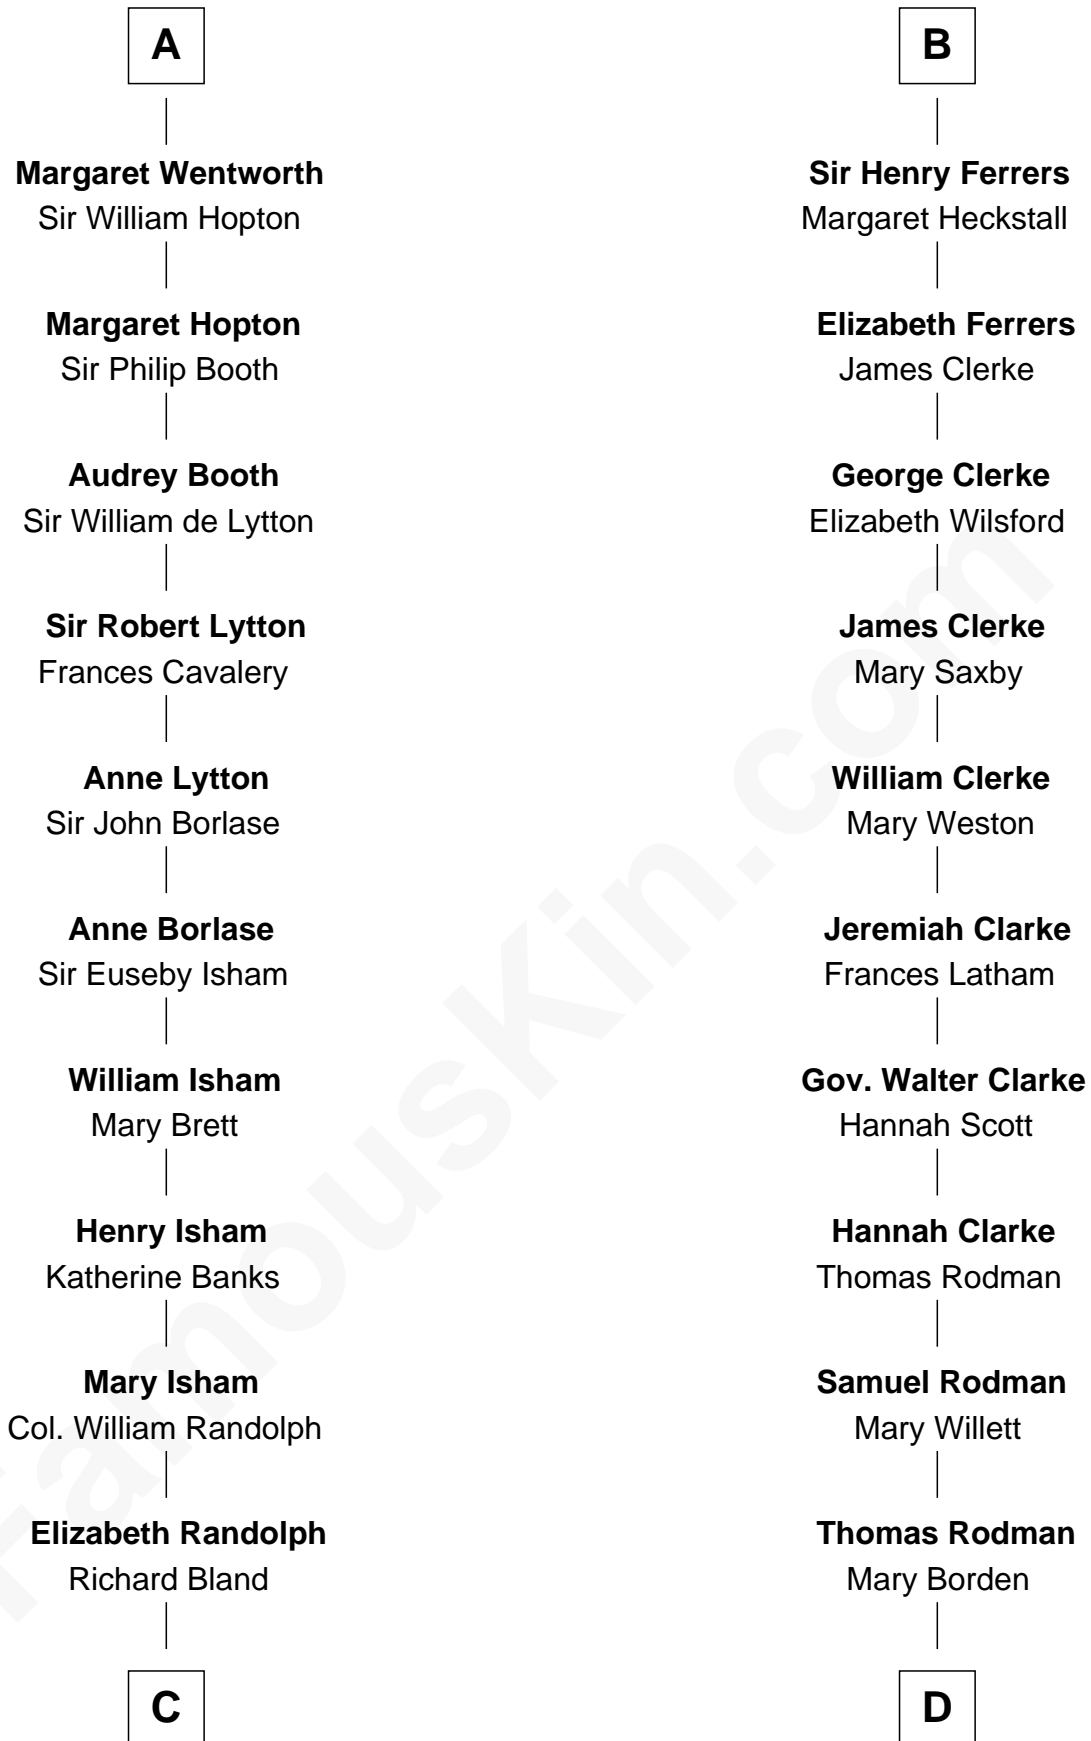 A
Margaret Wentworth
Sir William Hopton
Margaret Hopton
Sir Philip Booth
Audrey Booth
Sir William de Lytton
Sir Robert Lytton
Frances Cavalery
Anne Lytton
Sir John Borlase
Anne Borlase
Sir Euseby Isham
William Isham
Mary Brett
Henry Isham
Katherine Banks
Mary Isham
Col. William Randolph
Elizabeth Randolph
Richard Bland
C
B
Sir Henry Ferrers
Margaret Heckstall
Elizabeth Ferrers
James Clerke
George Clerke
Elizabeth Wilsford
James Clerke
Mary Saxby
William Clerke
Mary Weston
Jeremiah Clarke
Frances Latham
Gov. Walter Clarke
Hannah Scott
Hannah Clarke
Thomas Rodman
Samuel Rodman
Mary Willett
Thomas Rodman
Mary Borden
D
FamousKin.com